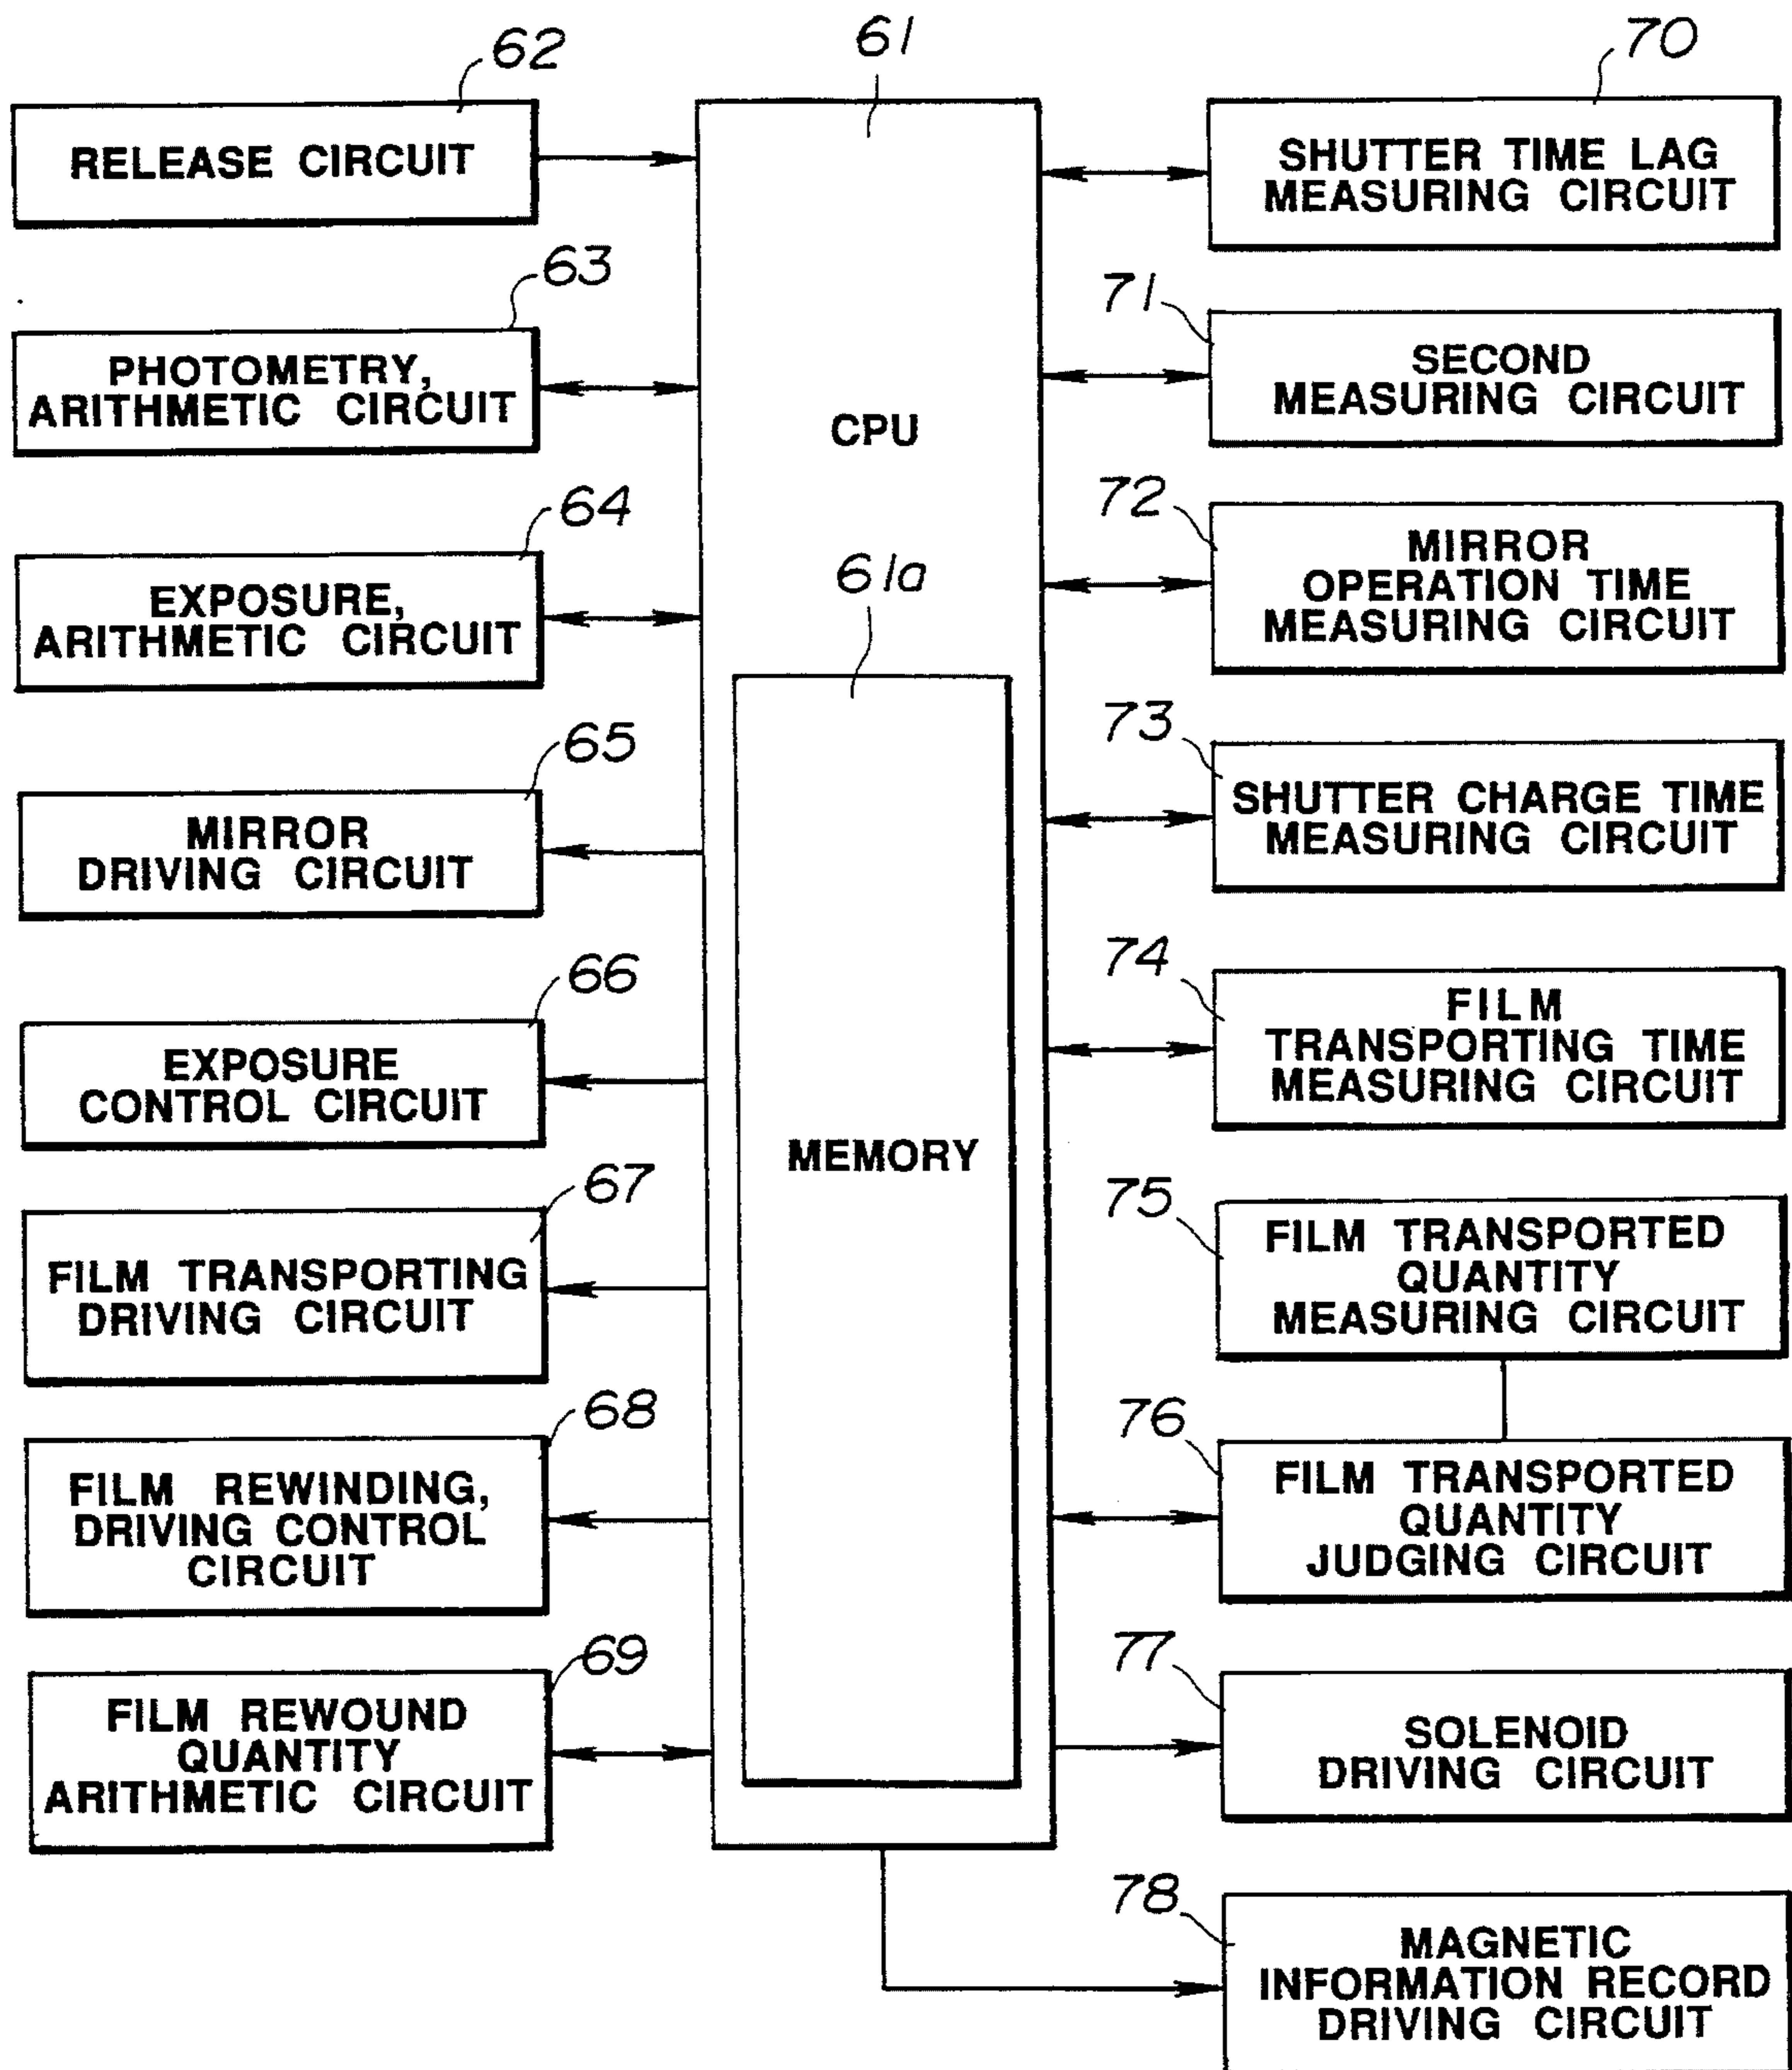 62
RELEASE CIRCUIT
63
PHOTOMETRY,
ARITHMETIC CIRCUIT
64
EXPOSURE,
ARITHMETIC CIRCUIT
65
MIRROR
DRIVING CIRCUIT
66
EXPOSURE
CONTROL CIRCUIT
67
FILM TRANSPORTING
DRIVING CIRCUIT
68
FILM REWINDING,
DRIVING CONTROL
CIRCUIT
69
FILM REWOUND
QUANTITY
ARITHMETIC CIRCUIT
61
CPU
61a
MEMORY
70
SHUTTER TIME LAG
MEASURING CIRCUIT
71
SECOND
MEASURING CIRCUIT
72
MIRROR
OPERATION TIME
MEASURING CIRCUIT
73
SHUTTER CHARGE TIME
MEASURING CIRCUIT
74
FILM
TRANSPORTING TIME
MEASURING CIRCUIT
75
FILM TRANSPORTED
QUANTITY
MEASURING CIRCUIT
76
FILM TRANSPORTED
QUANTITY
JUDGING CIRCUIT
77
SOLENOID
DRIVING CIRCUIT
78
MAGNETIC
INFORMATION RECORD
DRIVING CIRCUIT